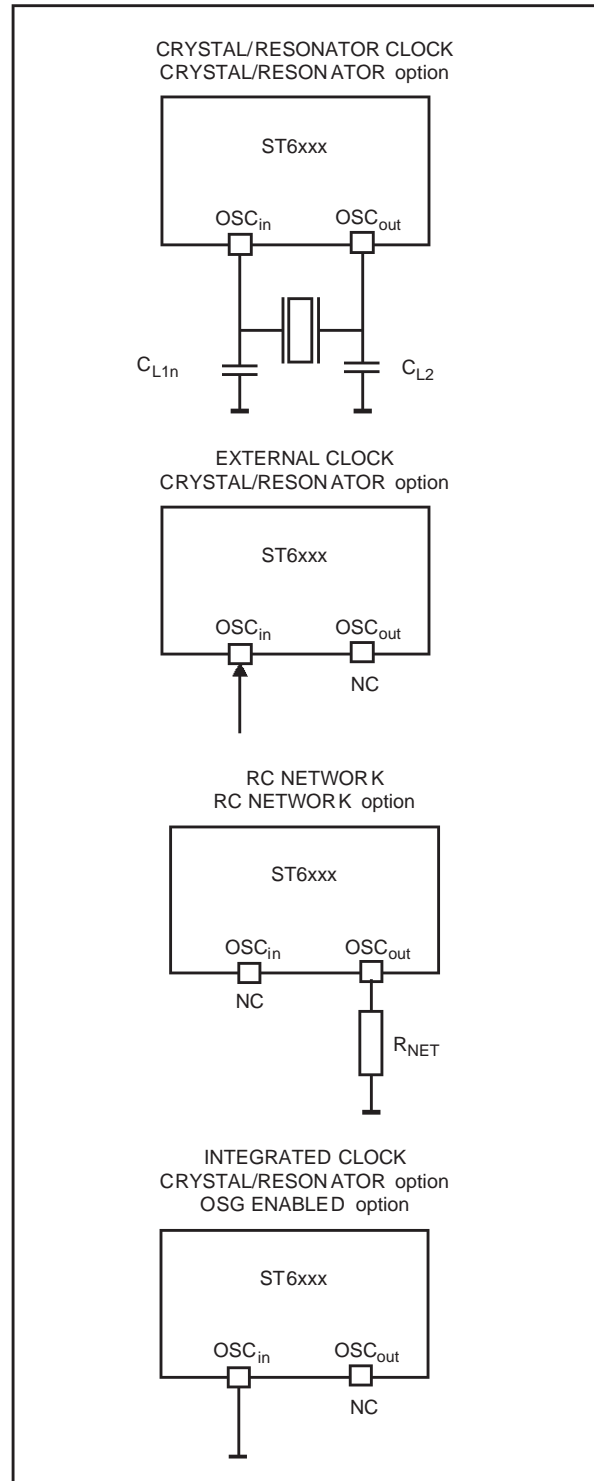 CRYSTAL/RESONATOR CLOCK
CRYSTAL/RESONATOR option
ST6xxx
OSCin OSCout
CL1n CL2
EXTERNAL CLOCK
CRYSTAL/RESONATOR option
ST6xxx
OSCin OSCout
NC
RC NETWORK
RC NETWORK option
ST6xxx
OSCin OSCout
NC
RNET
INTEGRATED CLOCK
CRYSTAL/RESONATOR option
OSG ENABLED option
ST6xxx
OSCin OSCout
NC